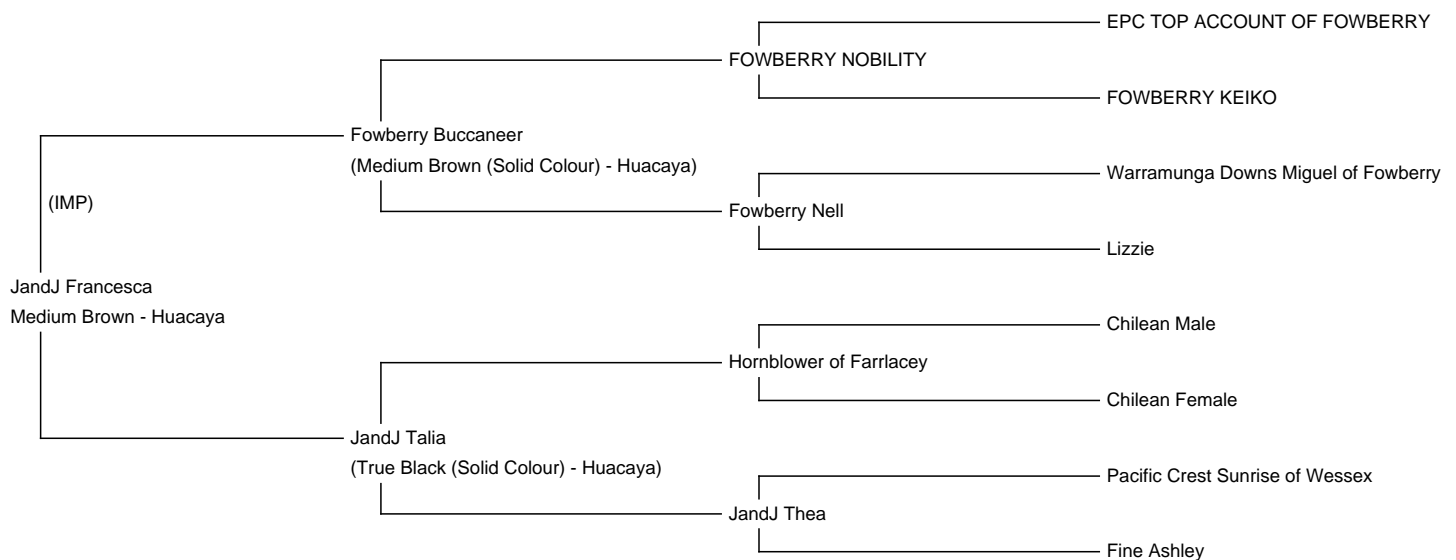 EPC TOP ACCOUNT OF FOWBERRY
FOWBERRY NOBILITY
FOWBERRY KEIKO
Fowberry Buccaneer
(Medium Brown (Solid Colour) - Huacaya)
Warramunga Downs Miguel of Fowberry
(IMP)
Fowberry Nell
Lizzie
JandJ Francesca
Medium Brown - Huacaya
Chilean Male
Hornblower of Farrlacey
Chilean Female
JandJ Talia
(True Black (Solid Colour) - Huacaya)
Pacific Crest Sunrise of Wessex
JandJ Thea
Fine Ashley